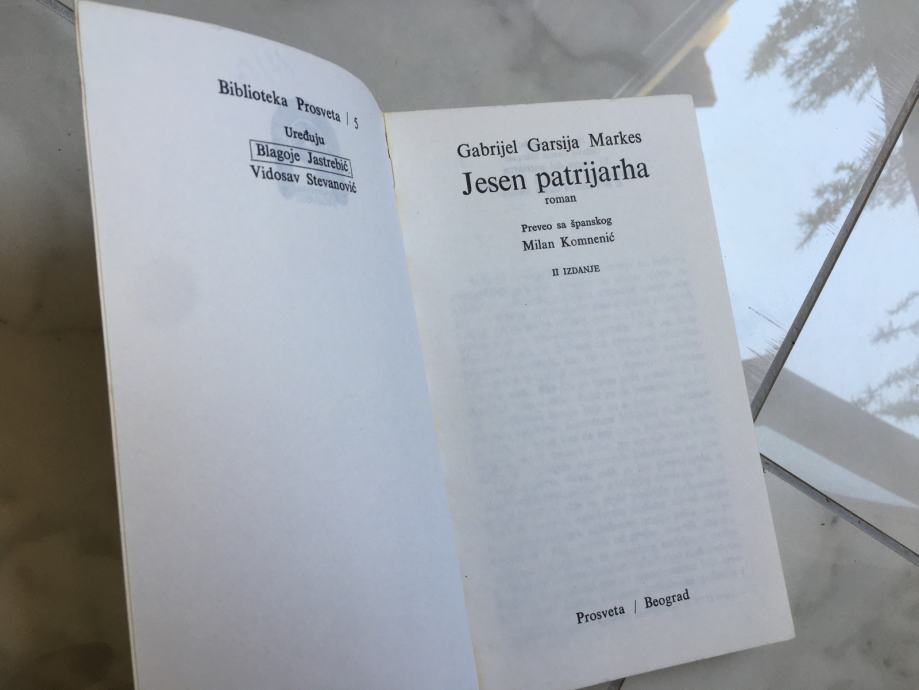 Biblioteka Prosveta / 5
Uređuju
Blagoje Jastrebić
Vidosav Stevanović
Gabrijel Garsija Markes
Jesen patrijarha
roman
Preveo sa španskog
Milan Komnenić
II IZDANJE
Prosveta / Beograd